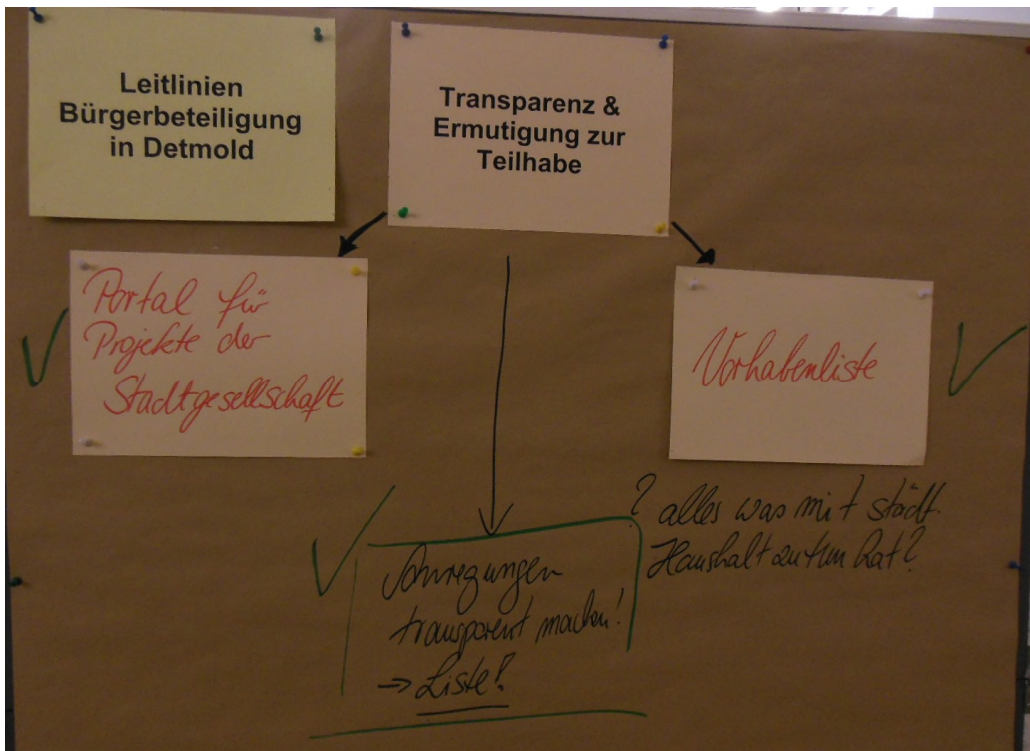 Leitlinien
Bürgerbeteiligung
in Detmold
Transparenz &
Ermutigung zur
Teilhabe
Portal für
Projekte der
Stadtgesellschaft
Vorhabenliste
? alles was mit städt.
Haushalt zu tun hat?
Anregungen
transparent machen!
→ Liste!